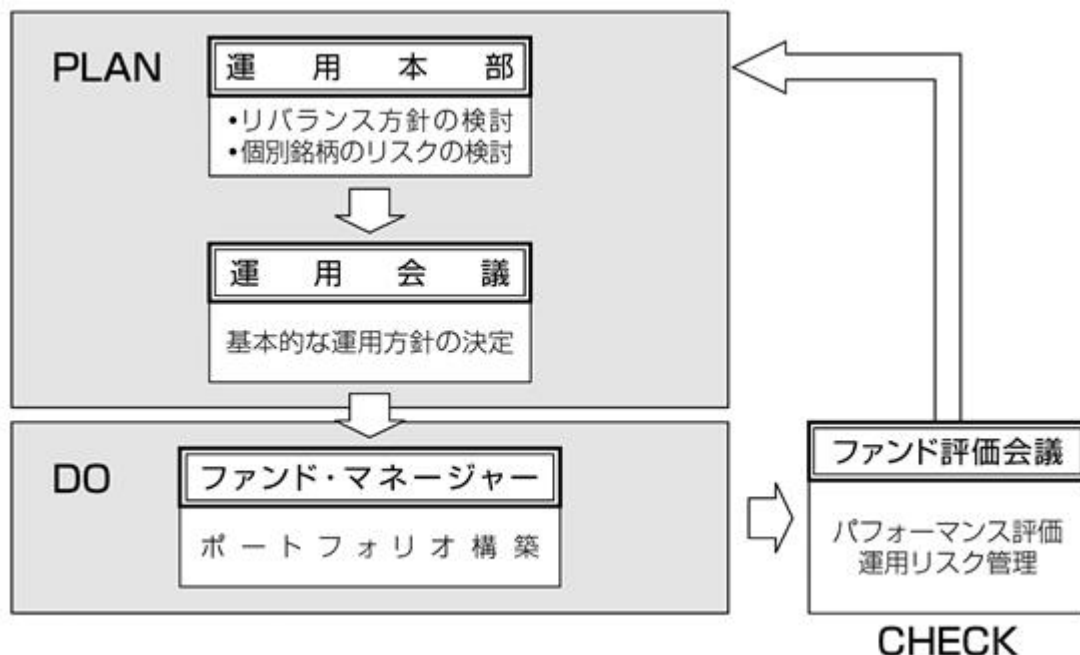 PLAN
運用本部
•リバランス方針の検討
•個別銘柄のリスクの検討
運用会議
基本的な運用方針の決定
DO
ファンド・マネージャー
ポートフォリオ構築
ファンド評価会議
パフォーマンス評価
運用リスク管理
CHECK